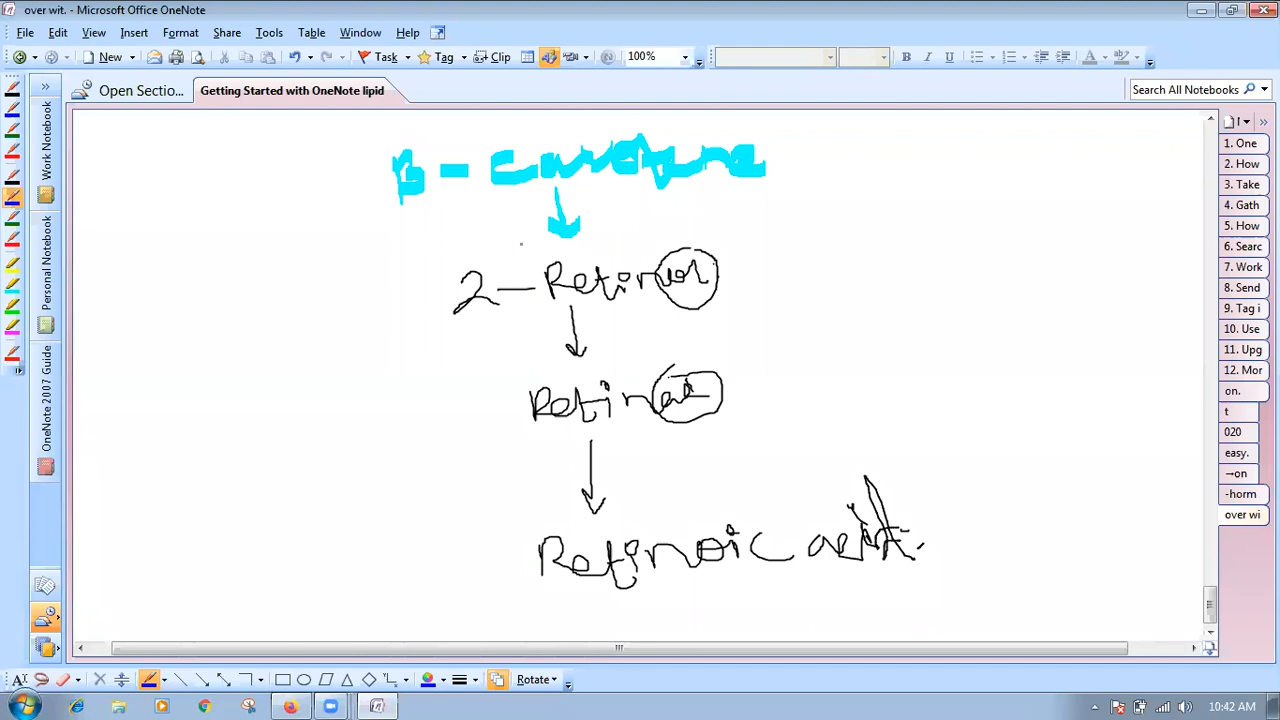 over wit. - Microsoft Office OneNote
File Edit View Insert Format Share Tools Table Window Help
New Task Tag Clip 100%
Open Sectio... Getting Started with OneNote lipid Search All Notebooks
Work Notebook
Personal Notebook
OneNote 2007 Guide
1. One
2. How
3. Take
4. Gath
5. How
6. Searc
7. Work
8. Send
9. Tag i
10. Use
11. Upg
12. Mor
on.
t
020
easy.
→on
-horm
over wi
β -
2 - Retinol
Retinal
Retinoic
Rotate
10:42 AM